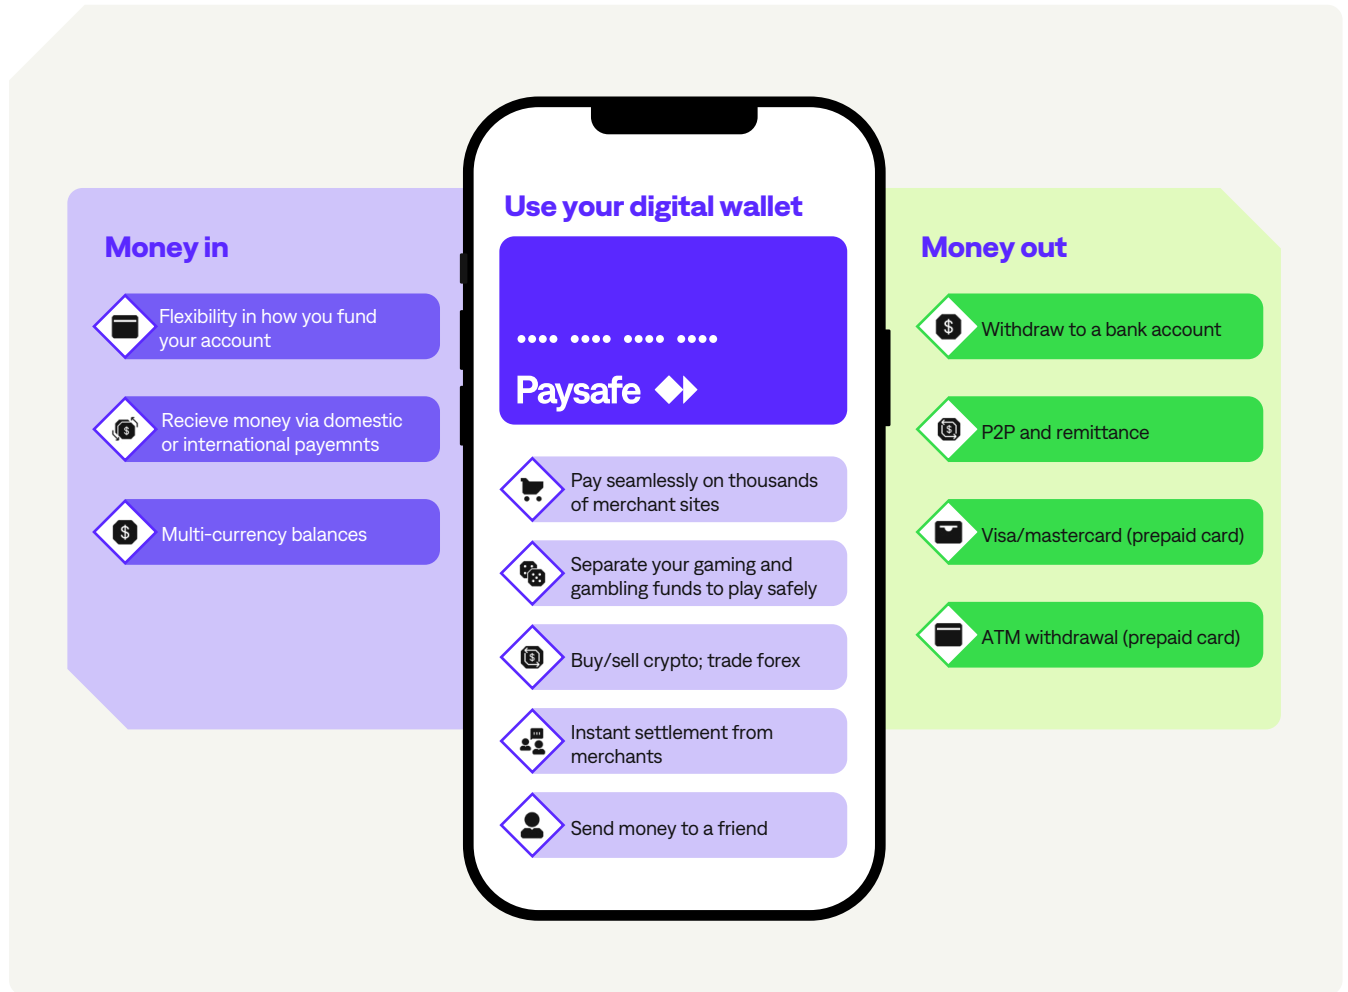 Money in
Flexibility in how you fund
your account
Recieve money via domestic
or international payemnts
Multi-currency balances
Use your digital wallet
Paysafe
Pay seamlessly on thousands
of merchant sites
Separate your gaming and
gambling funds to play safely
Buy/sell crypto; trade forex
Instant settlement from
merchants
Send money to a friend
Money out
Withdraw to a bank account
P2P and remittance
Visa/mastercard (prepaid card)
ATM withdrawal (prepaid card)